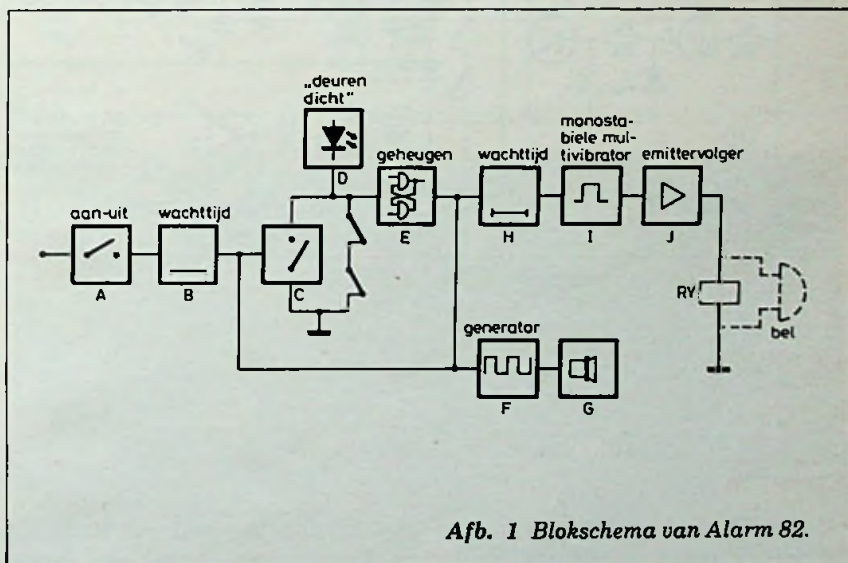 „deuren
dicht"
D
aan-uit
A
wachttijd
B
C
geheugen
E
wachttijd
H
monosta-
biele mul-
tivibrator
I
emittervolger
J
RY
bel
generator
F
G
Afb. 1 Blokschema van Alarm 82.